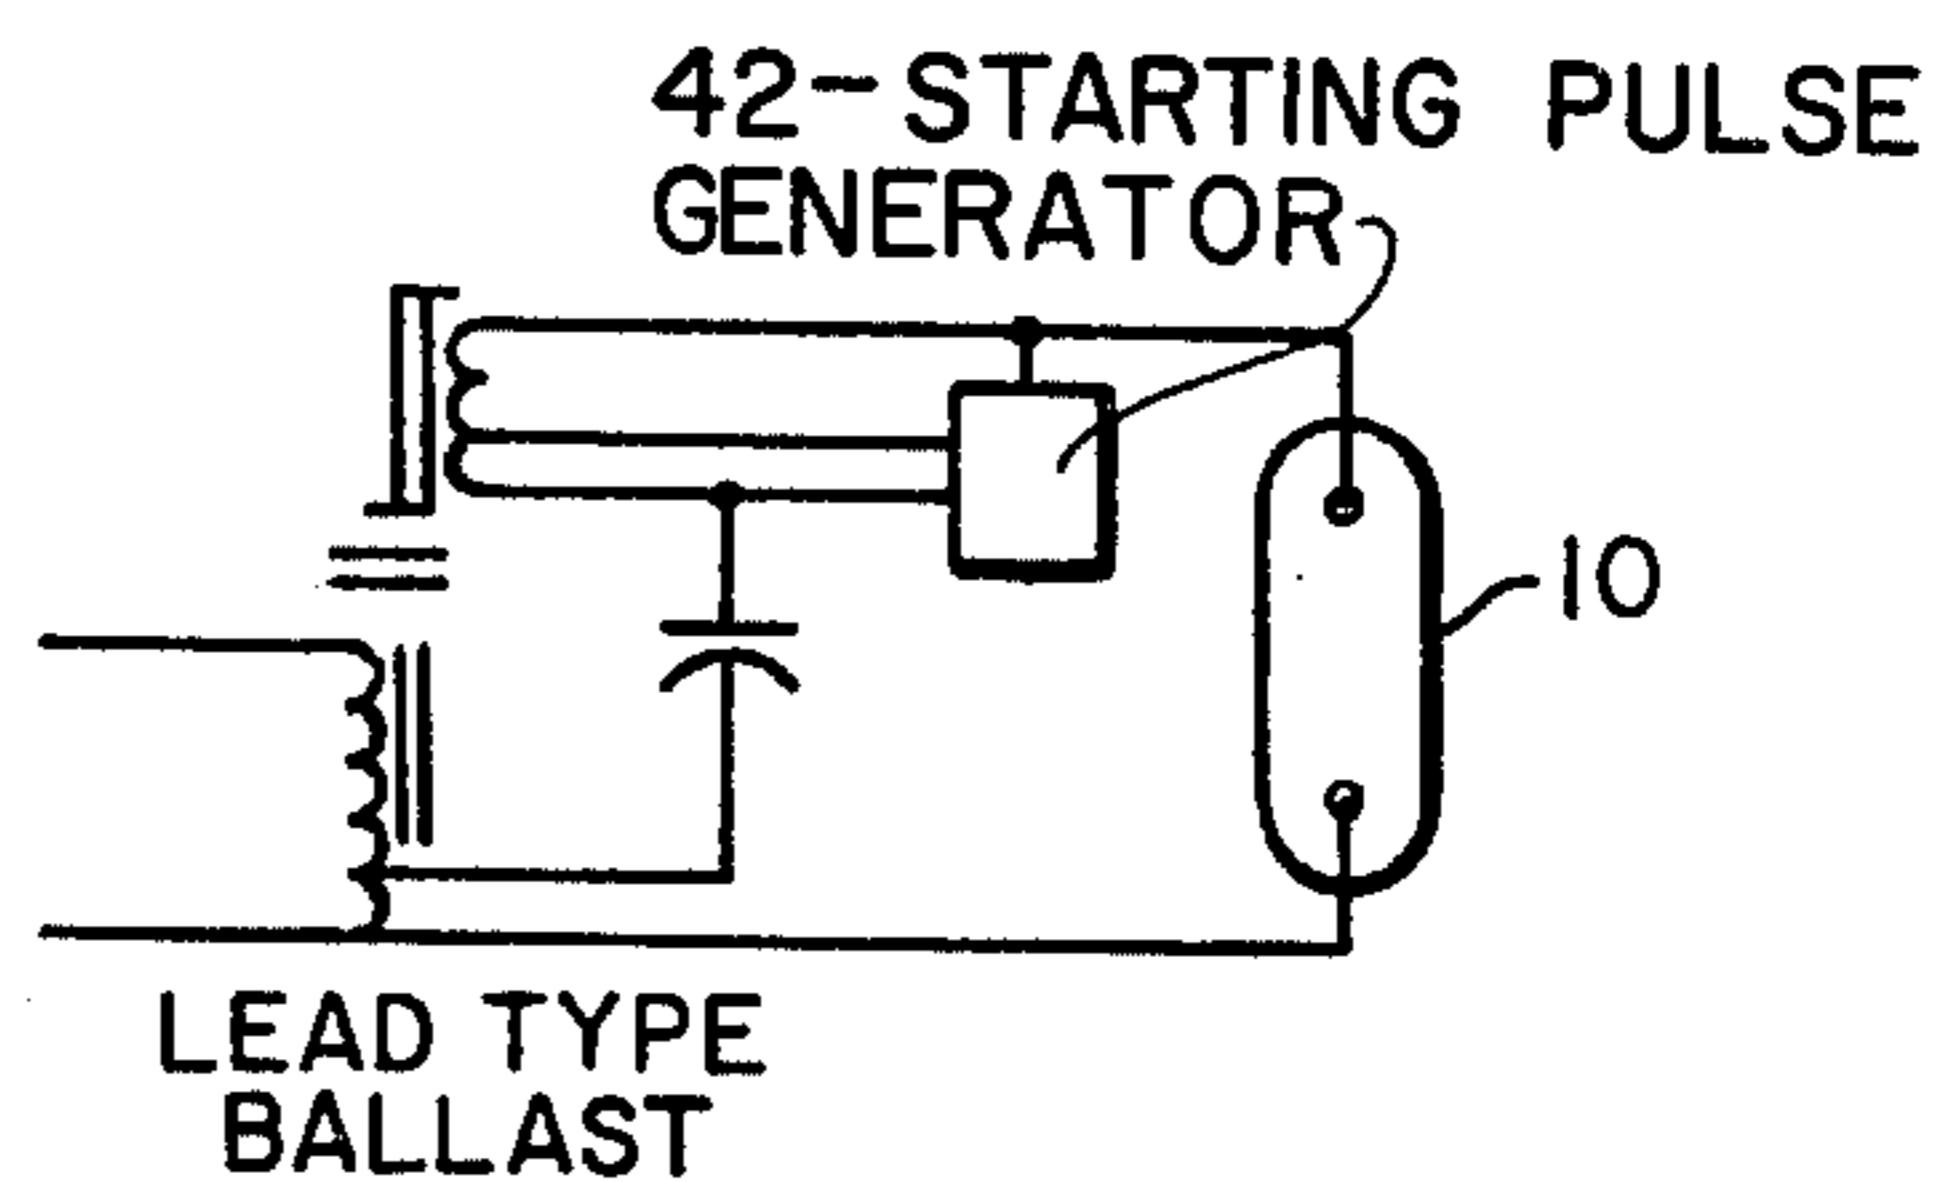 42-STARTING PULSE
GENERATOR
10
LEAD TYPE
BALLAST